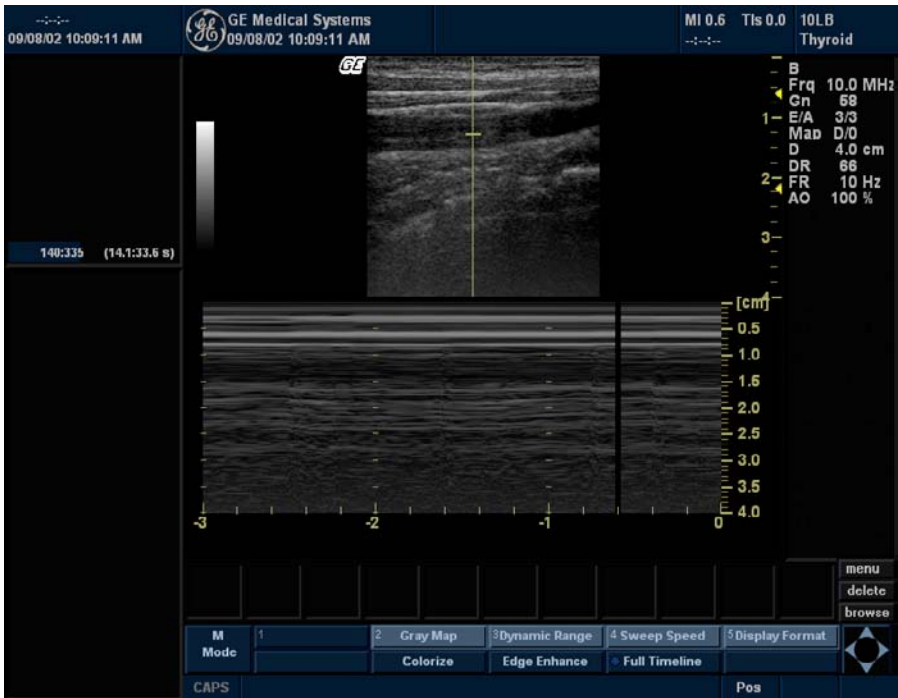 --:--:--
09/08/02 10:09:11 AM
GE Medical Systems
09/08/02 10:09:11 AM
MI 0.6 TIs 0.0
--:--:--
10LB
Thyroid
GE
B
Frq 10.0 MHz
Gn 58
E/A 3/3
Map D/0
D 4.0 cm
DR 66
FR 10 Hz
AO 100 %
1
2
3
4
140:335 (14.1:33.6 s)
[cm]
0.5
1.0
1.5
2.0
2.5
3.0
3.5
4.0
-3 -2 -1 0
menu
delete
browse
M
Mode
1
2 Gray Map
3 Dynamic Range
4 Sweep Speed
5 Display Format
Colorize
Edge Enhance
Full Timeline
CAPS
Pos